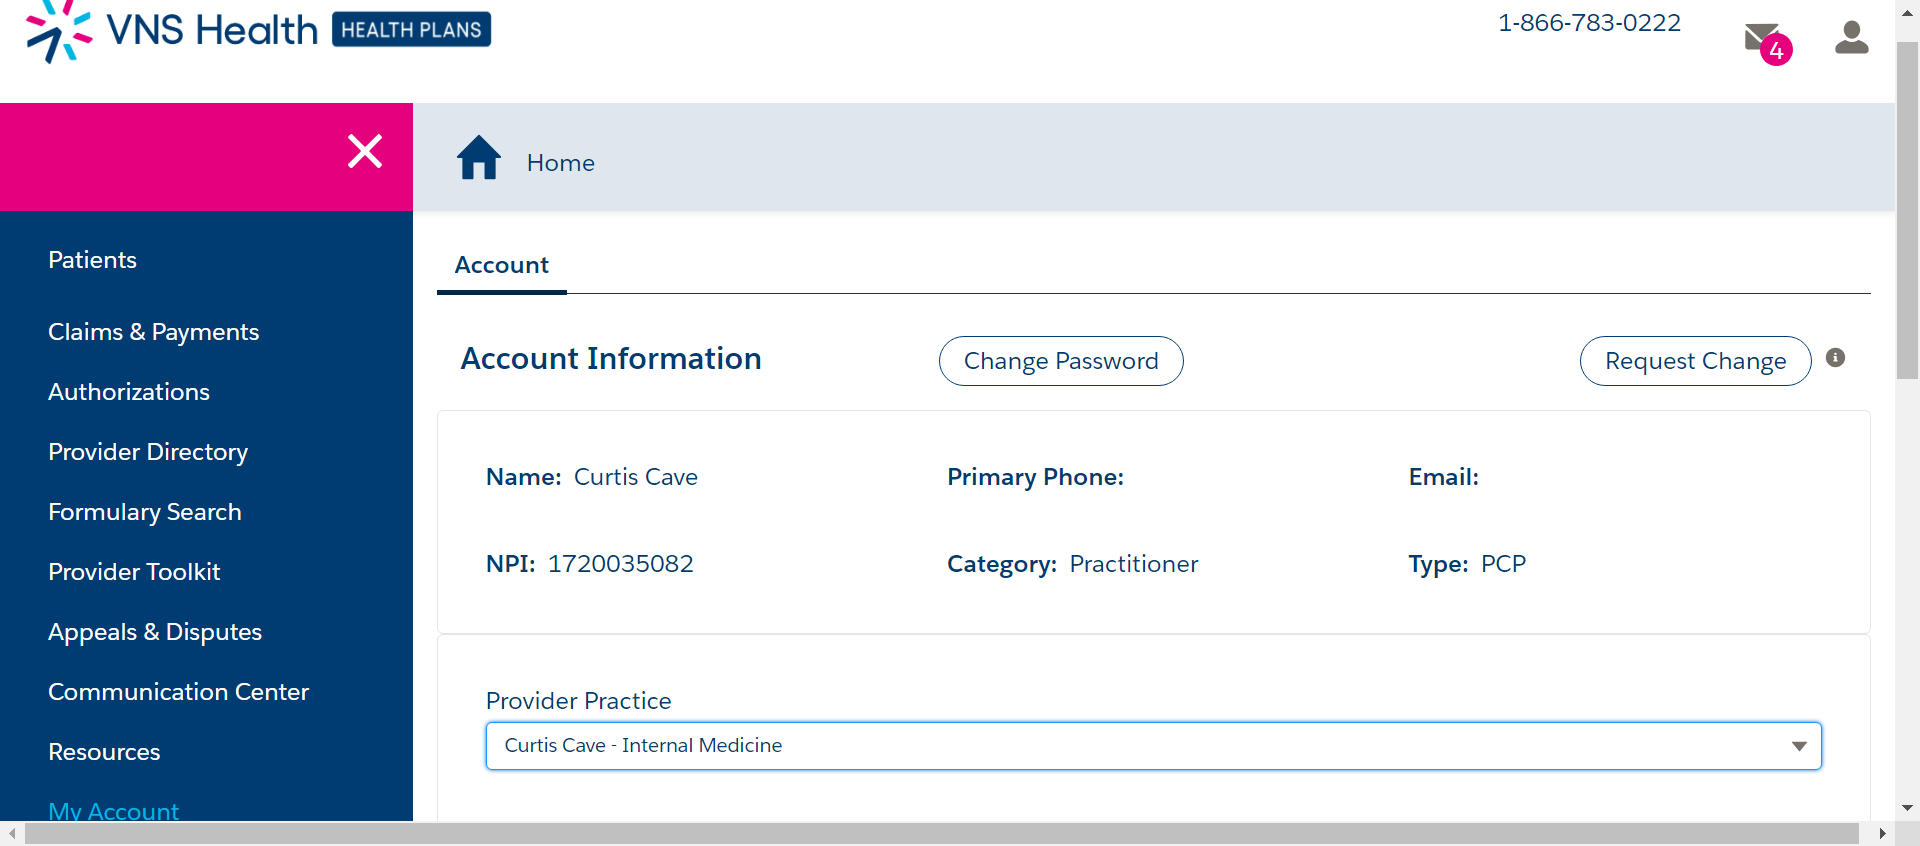 VNS Health HEALTH PLANS
1-866-783-0222
4
Home
Patients
Claims & Payments
Authorizations
Provider Directory
Formulary Search
Provider Toolkit
Appeals & Disputes
Communication Center
Resources
My Account
Account
Account Information
Change Password
Request Change
Name: Curtis Cave
Primary Phone:
Email:
NPI: 1720035082
Category: Practitioner
Type: PCP
Provider Practice
Curtis Cave - Internal Medicine